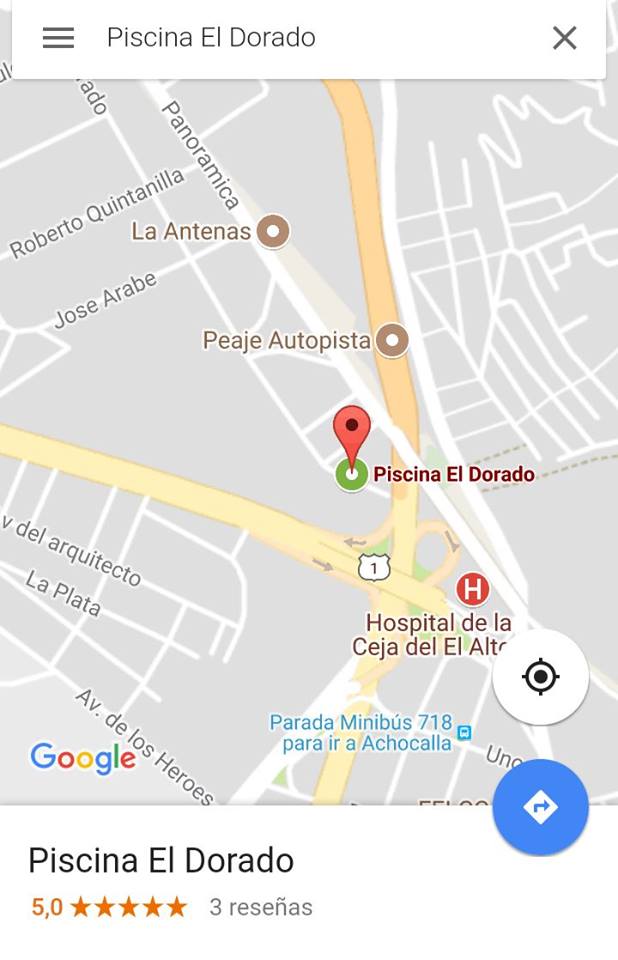 Piscina El Dorado
Panoramica
Roberto Quintanilla
La Antenas
Jose Arabe
Peaje Autopista
Piscina El Dorado
del arquitecto
1
La Plata
H
Hospital de la
Ceja del El Alto
Parada Minibús 718
para ir a Achocalla
Av. de los Heroes
Google
Uno
Piscina El Dorado
5,0 ★★★★★ 3 reseñas